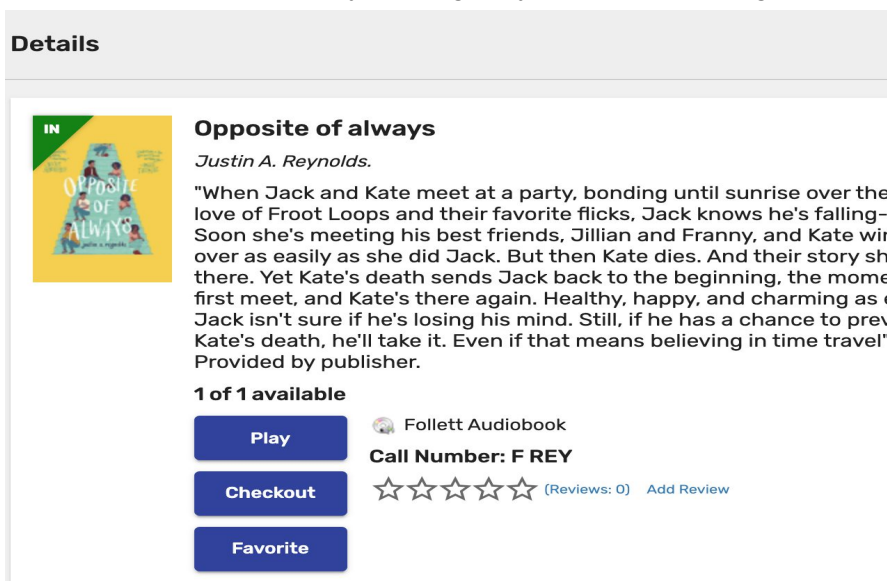 Details
IN
OPPOSITE
OF
ALWAYS
justin a. reynolds
Opposite of always
Justin A. Reynolds.
"When Jack and Kate meet at a party, bonding until sunrise over the
love of Froot Loops and their favorite flicks, Jack knows he's falling-
Soon she's meeting his best friends, Jillian and Franny, and Kate
over as easily as she did Jack. But then Kate dies. And their story
there. Yet Kate's death sends Jack back to the beginning, the
first meet, and Kate's there again. Healthy, happy, and charming as
Jack isn't sure if he's losing his mind. Still, if he has a chance to
Kate's death, he'll take it. Even if that means believing in time travel"
Provided by publisher.
1 of 1 available
Play
Follett Audiobook
Call Number: F REY
Checkout
(Reviews: 0) Add Review
Favorite